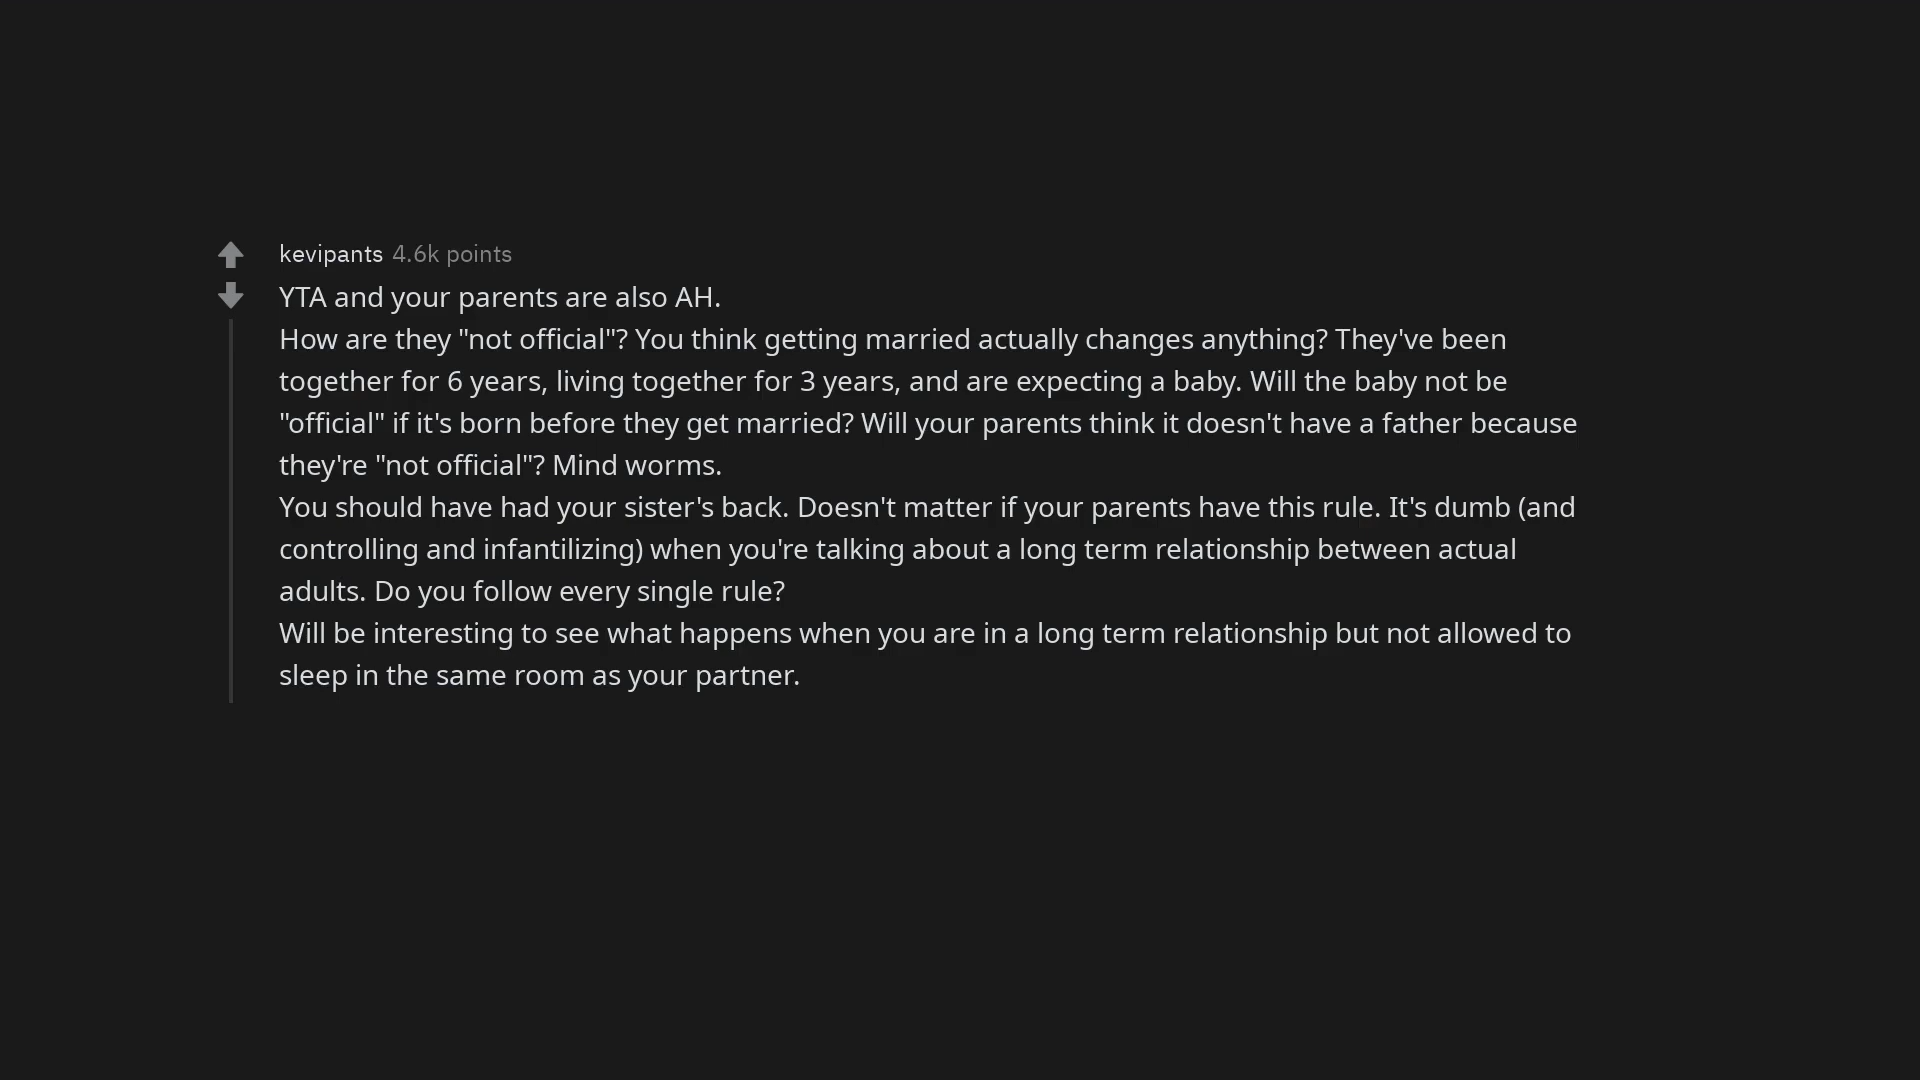 kevipants 4.6k points
YTA and your parents are also AH.
How are they "not official"? You think getting married actually changes anything? They've been
together for 6 years, living together for 3 years, and are expecting a baby. Will the baby not be
"official" if it's born before they get married? Will your parents think it doesn't have a father because
they're "not official"? Mind worms.
You should have had your sister's back. Doesn't matter if your parents have this rule. It's dumb (and
controlling and infantilizing) when you're talking about a long term relationship between actual
adults. Do you follow every single rule?
Will be interesting to see what happens when you are in a long term relationship but not allowed to
sleep in the same room as your partner.